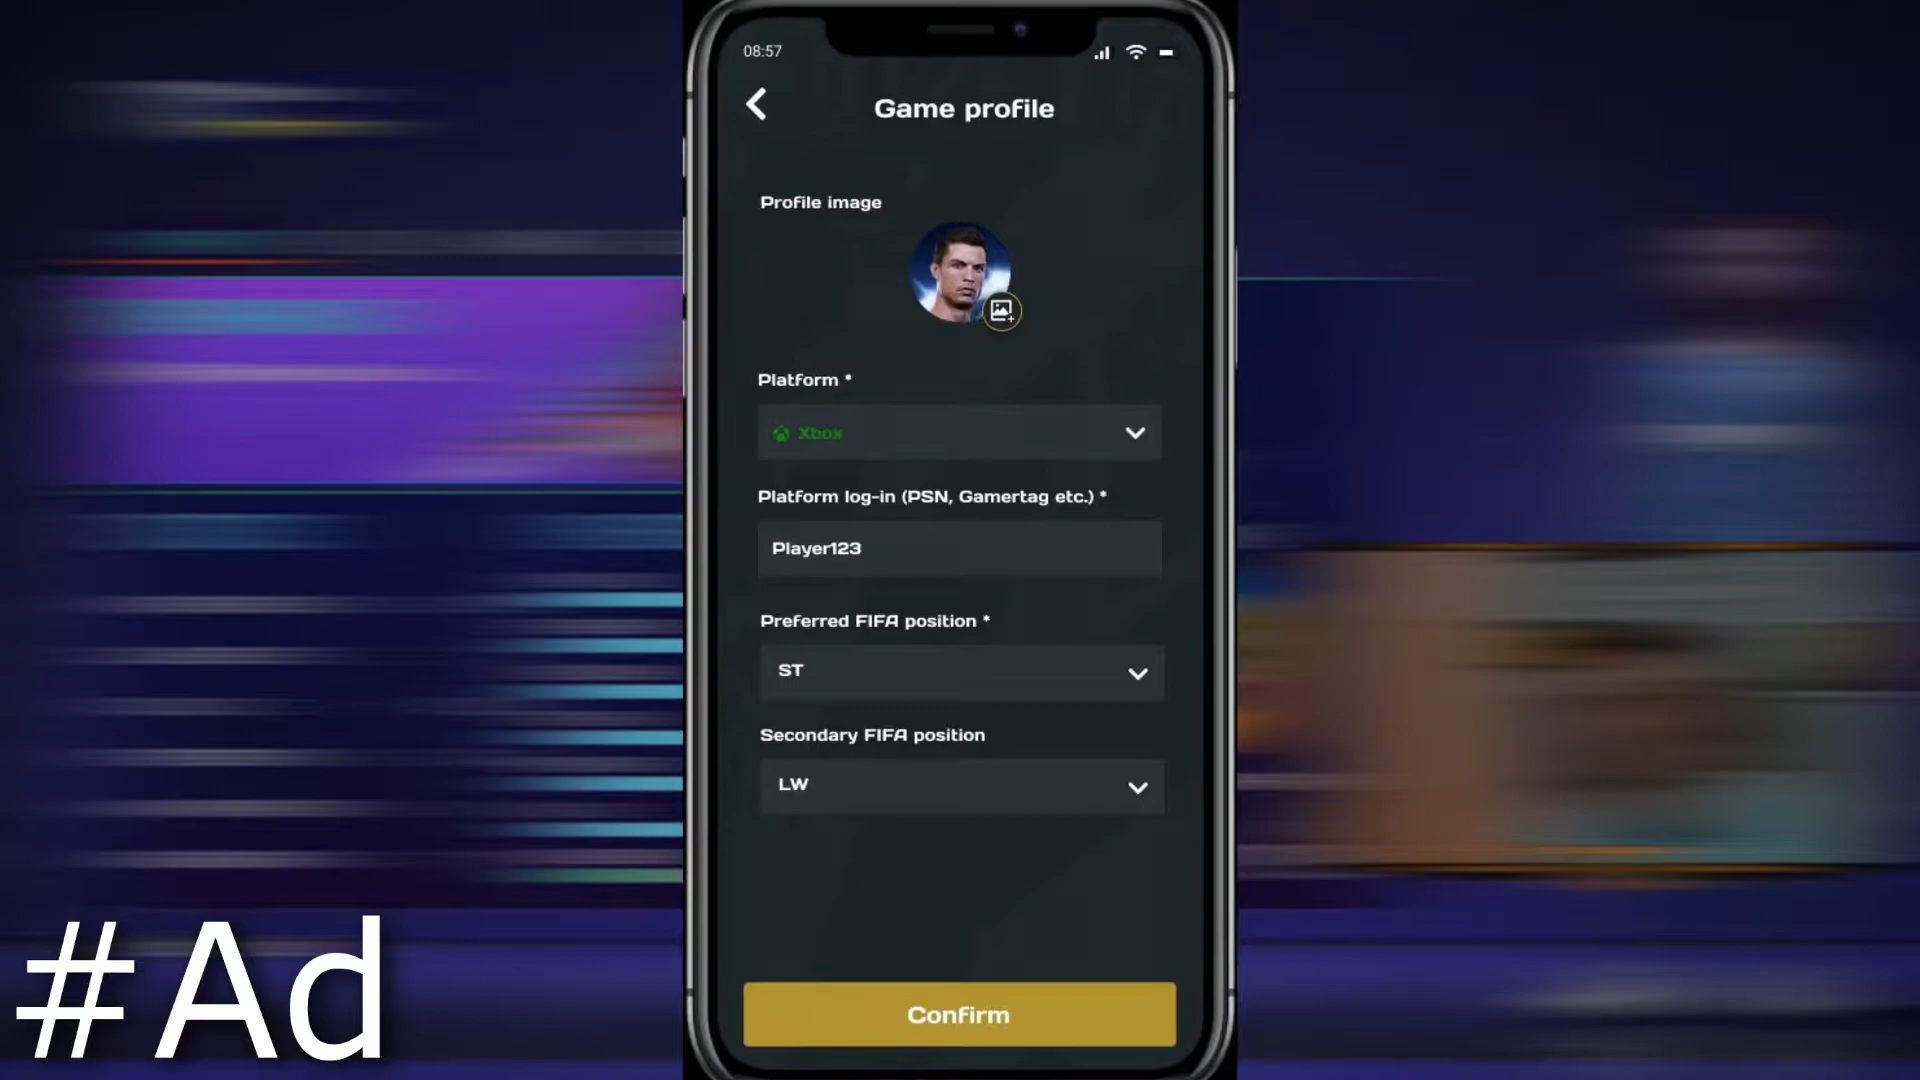 08:57
Game profile
Profile image
Platform *
Xbox
Platform log-in (PSN, Gamertag etc.) *
Player123
Preferred FIFA position *
ST
Secondary FIFA position
LW
Confirm
#Ad